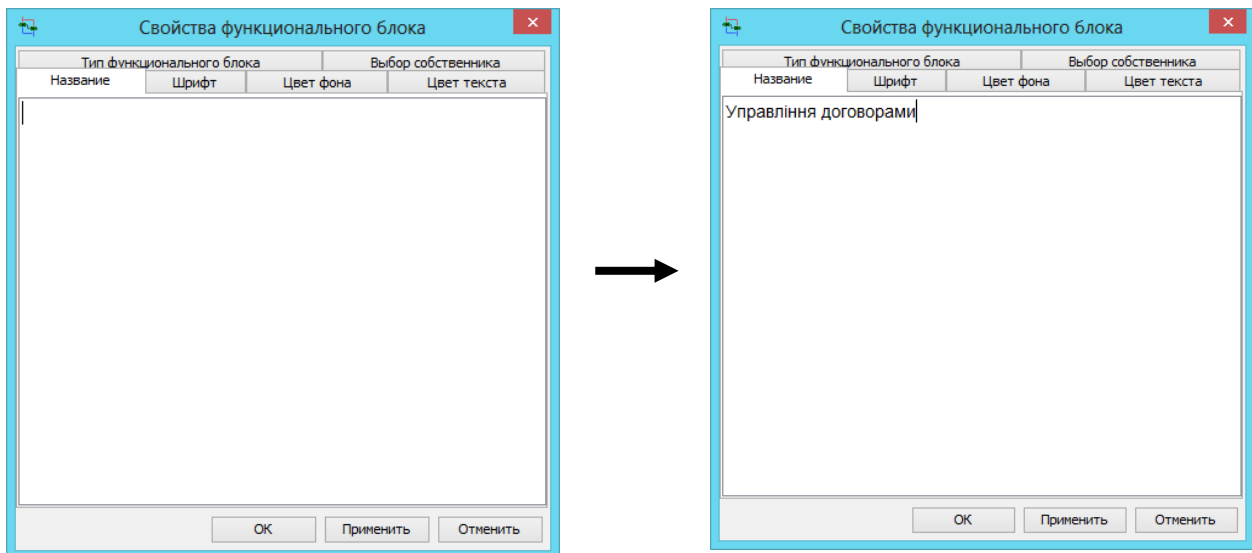 Свойства функционального блока
Тип функционального блока Выбор собственника
Название Шрифт Цвет фона Цвет текста
OK Применить Отменить
Свойства функционального блока
Тип функционального блока Выбор собственника
Название Шрифт Цвет фона Цвет текста
Управління договорами
OK Применить Отменить